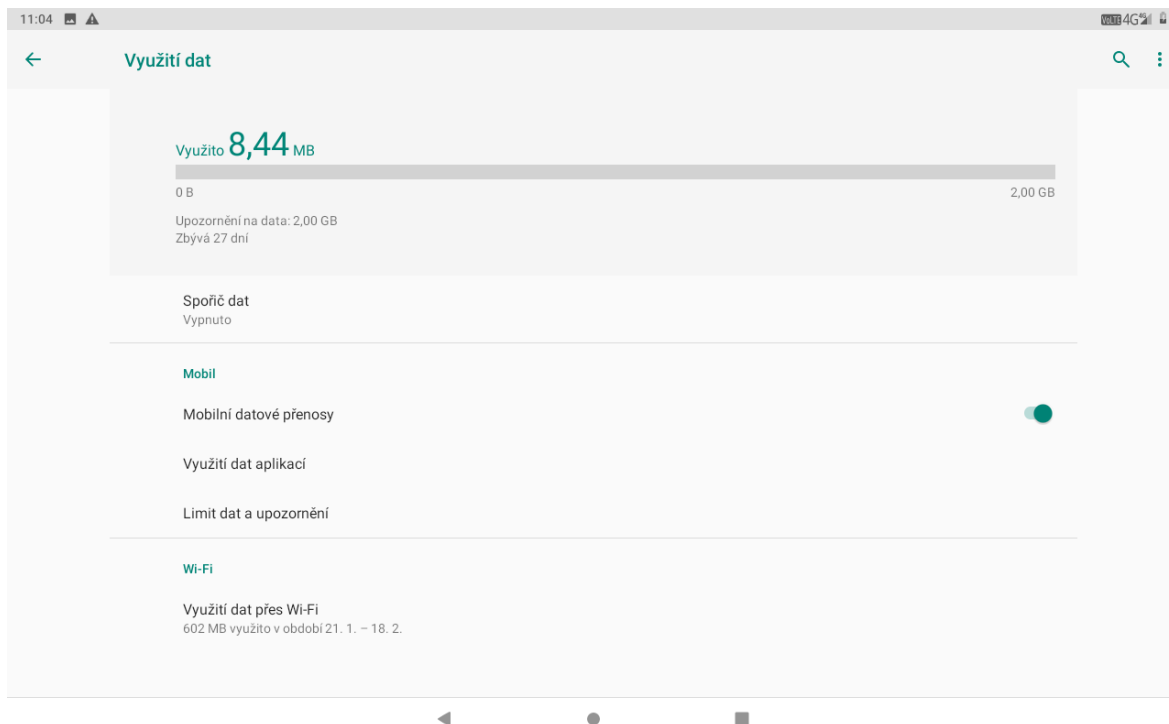 11:04 VoLTE 4G
Využití dat
Využito 8,44 MB
0 B 2,00 GB
Upozornění na data: 2,00 GB
Zbývá 27 dní
Spořič dat
Vypnuto
Mobil
Mobilní datové přenosy
Využití dat aplikací
Limit dat a upozornění
Wi-Fi
Využití dat přes Wi-Fi
602 MB využito v období 21. 1. – 18. 2.